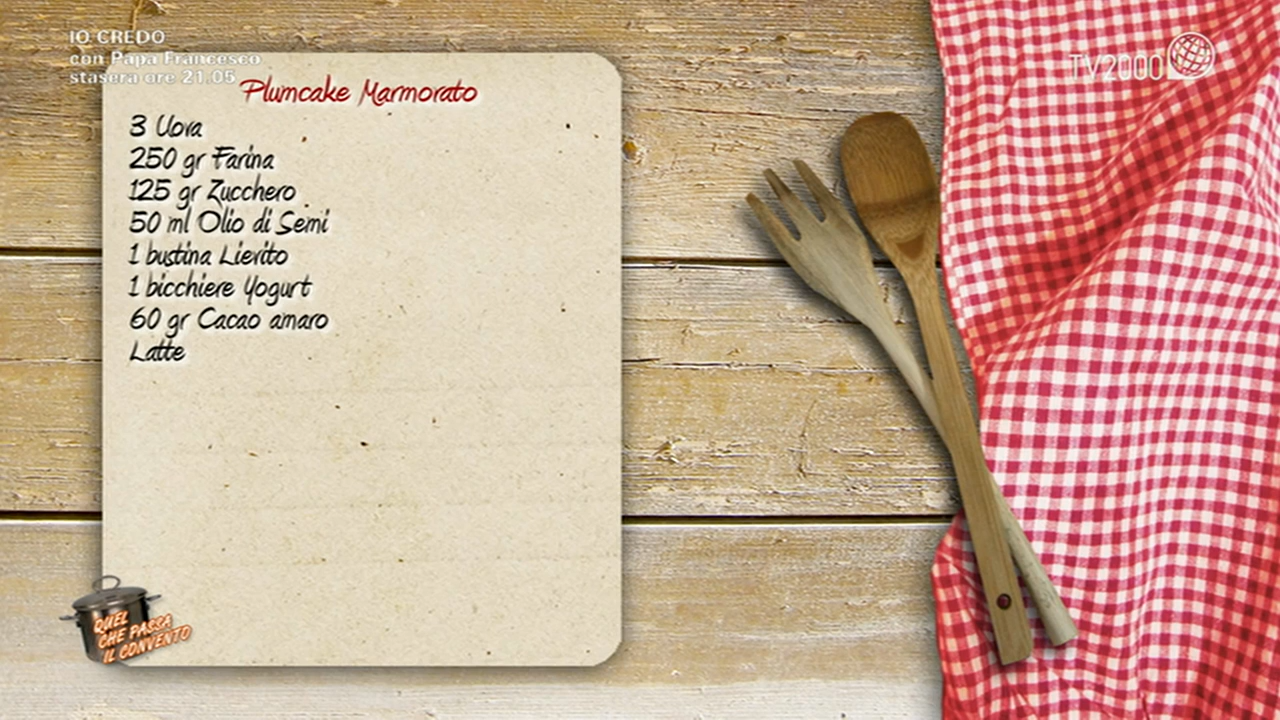 IO CREDO
con Papa Francesco
stasera ore 21.05
TV2000
Plumcake Marmorato
3 Uova
250 gr Farina
125 gr Zucchero
50 ml Olio di Semi
1 bustina Lievito
1 bicchiere Yogurt
60 gr Cacao amaro
Latte
QUEL
CHE PASSA
IL CONVENTO